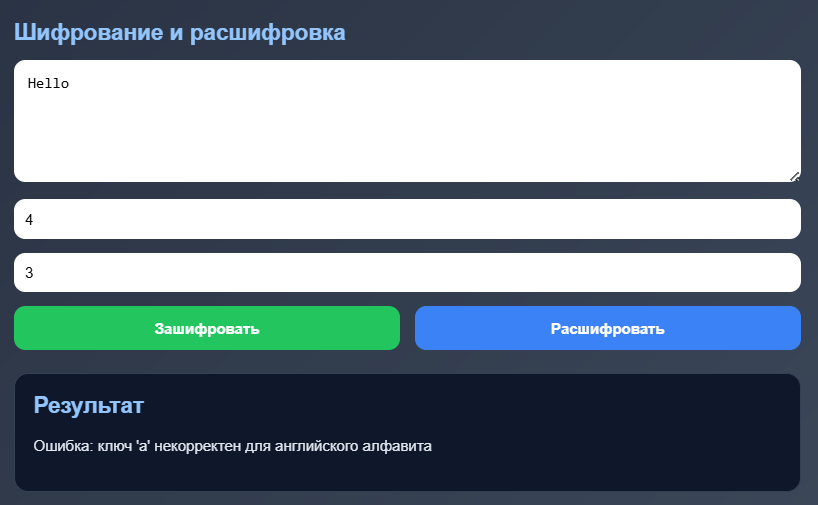 Шифрование и расшифровка
Hello
4
3
Зашифровать
Расшифровать
Результат
Ошибка: ключ 'a' некорректен для английского алфавита